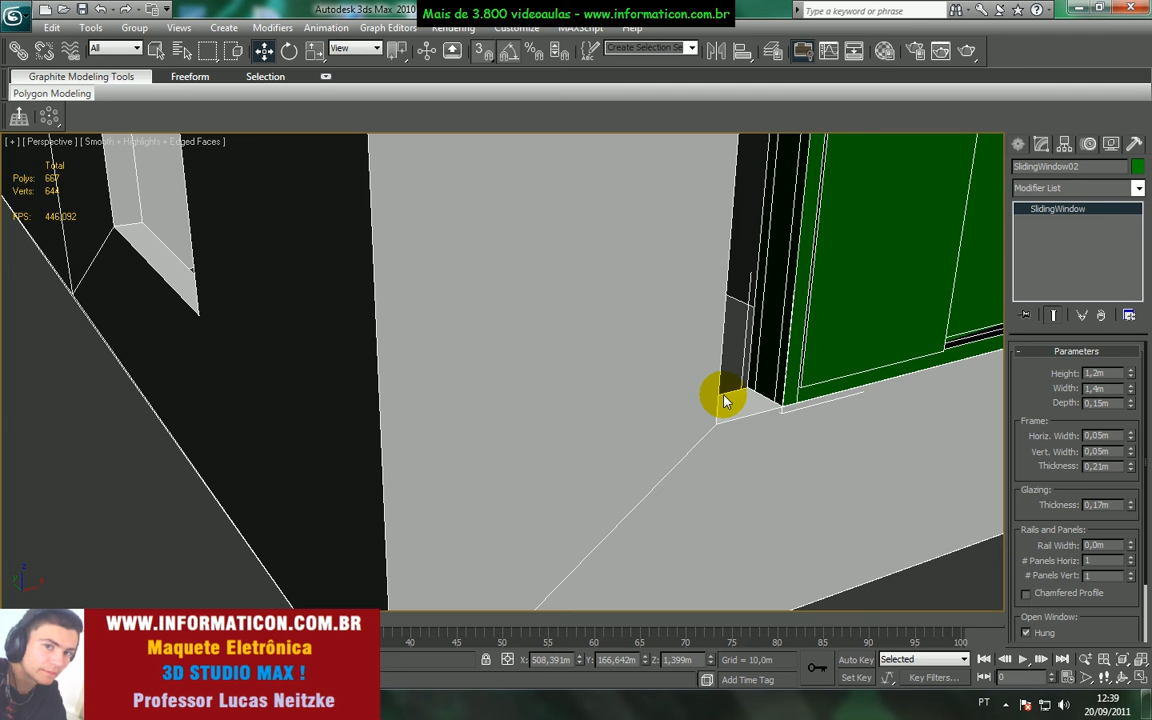 Autodesk 3ds Max 2010
Mais de 3.800 videoaulas - www.informaticon.com.br
Type a keyword or phrase
Edit Tools Group Views Create Modifiers Animation Graph Editors Rendering Customize MAXScript Help
All
View
Create Selection Se
Graphite Modeling Tools Freeform Selection
Polygon Modeling
[ + ] [ Perspective ] [ Smooth + Highlights + Edged Faces ]
Total
Polys: 667
Verts: 644
FPS: 446,092
SlidingWindow02
Modifier List
SlidingWindow
- Parameters
Height: 1,2m
Width: 1,4m
Depth: 0,15m
Frame:
Horiz. Width: 0,05m
Vert. Width: 0,05m
Thickness: 0,21m
Glazing:
Thickness: 0,17m
Rails and Panels:
Rail Width: 0,0m
# Panels Horiz: 1
# Panels Vert: 1
Chamfered Profile
Open Window:
Hung
z
WWW.INFORMATICON.COM.BR
Maquete Eletrônica
3D STUDIO MAX !
Professor Lucas Neitzke
40 45 50 55 60 65 70 75 80 85 90 95 100
X: 508,391m Y: 166,642m Z: 1,399m Grid = 10,0m
Add Time Tag
Auto Key Selected
Set Key Key Filters...
0
PT
12:39
20/09/2011